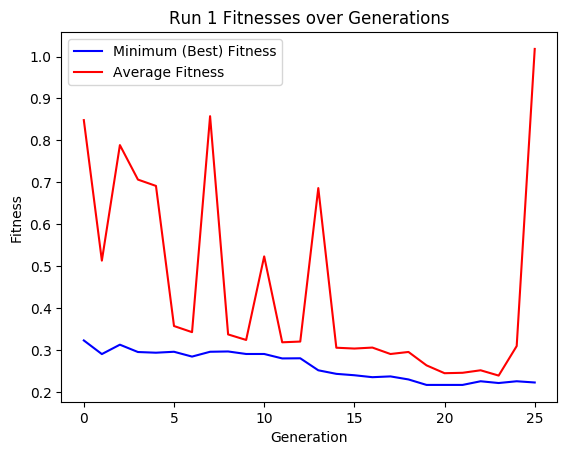 Run 1 Fitnesses over Generations
Minimum (Best) Fitness
Average Fitness
1.0
0.9
0.8
0.7
0.6
0.5
0.4
0.3
0.2
Fitness
0 5 10 15 20 25
Generation